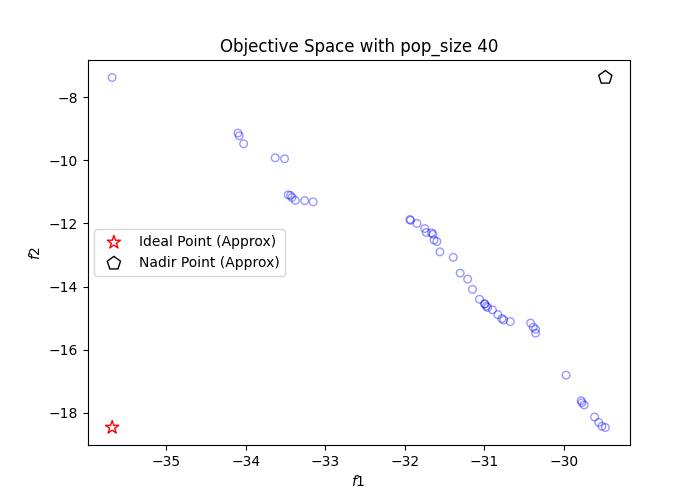 Objective Space with pop_size 40
−8
−10
−12
−14
−16
−18
f2
Ideal Point (Approx)
Nadir Point (Approx)
−35
−34
−33
−32
−31
−30
f1